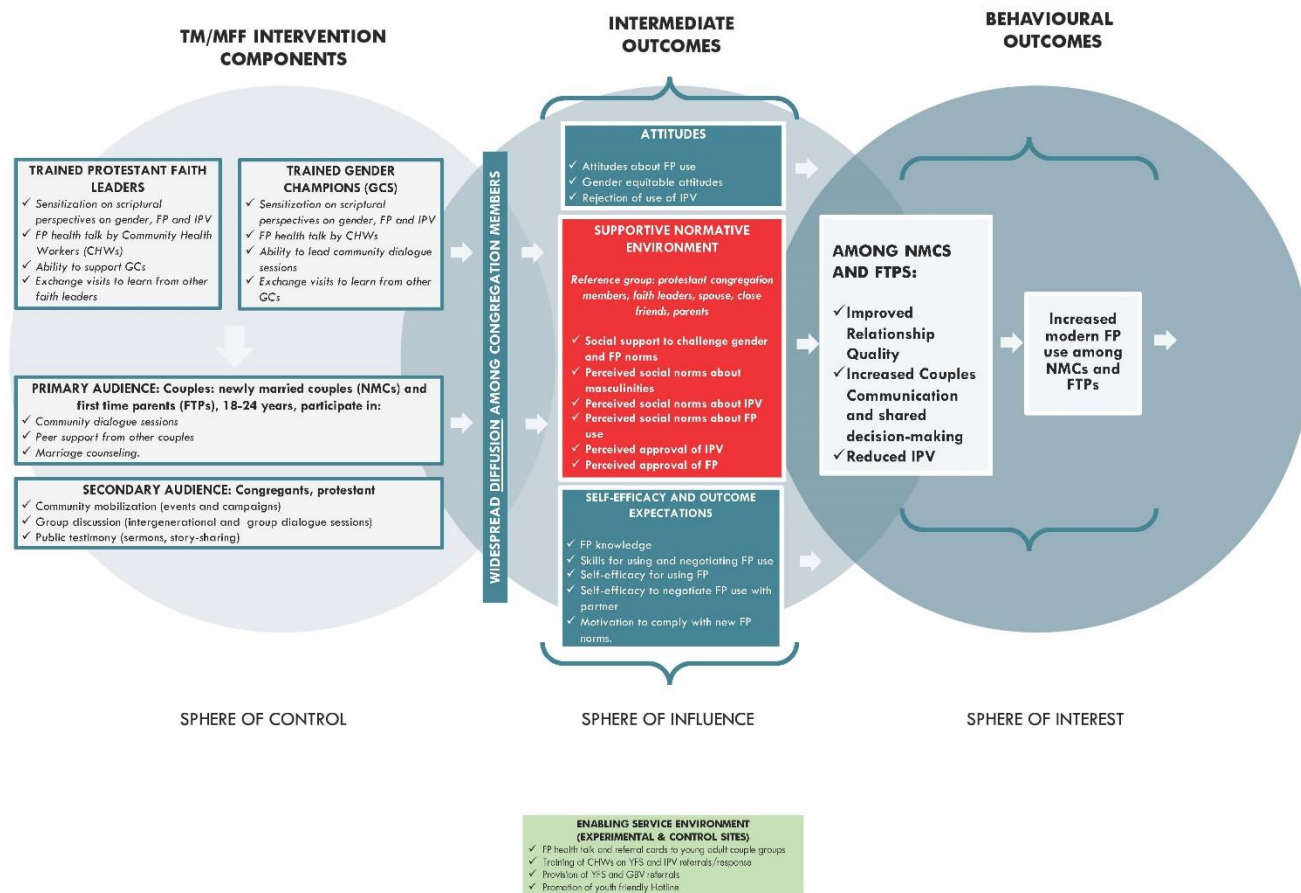 TM/MFF INTERVENTION
COMPONENTS
INTERMEDIATE
OUTCOMES
BEHAVIOURAL
OUTCOMES
TRAINED PROTESTANT FAITH
LEADERS
✓ Sensitization on scriptural
perspectives on gender, FP and IPV
✓ FP health talk by Community Health
Workers (CHWs)
✓ Ability to support GCs
✓ Exchange visits to learn from other
faith leaders
TRAINED GENDER
CHAMPIONS (GCS)
✓ Sensitization on scriptural
perspectives on gender, FP and IPV
✓ FP health talk by CHWs
✓ Ability to lead community dialogue
sessions
✓ Exchange visits to learn from other
GCs
PRIMARY AUDIENCE: Couples: newly married couples (NMCs) and
first time parents (FTPs), 18-24 years, participate in:
✓ Community dialogue sessions
✓ Peer support from other couples
✓ Marriage counseling.
SECONDARY AUDIENCE: Congregants, protestant
✓ Community mobilization (events and campaigns)
✓ Group discussion (intergenerational and group dialogue sessions)
✓ Public testimony (sermons, story-sharing)
WIDESPREAD DIFFUSION AMONG CONGREGATION MEMBERS
ATTITUDES
✓ Attitudes about FP use
✓ Gender equitable attitudes
✓ Rejection of use of IPV
SUPPORTIVE NORMATIVE
ENVIRONMENT
Reference group: protestant congregation
members, faith leaders, spouse, close
friends, parents
✓ Social support to challenge gender
and FP norms
✓ Perceived social norms about
masculinities
✓ Perceived social norms about IPV
✓ Perceived social norms about FP
use
✓ Perceived approval of IPV
✓ Perceived approval of FP
SELF-EFFICACY AND OUTCOME
EXPECTATIONS
✓ FP knowledge
✓ Skills for using and negotiating FP use
✓ Self-efficacy for using FP
✓ Self-efficacy to negotiate FP use with
partner
✓ Motivation to comply with new FP
norms.
AMONG NMCS
AND FTPS:
✓ Improved
Relationship
Quality
✓ Increased Couples
Communication
and shared
decision-making
✓ Reduced IPV
Increased
modern FP
use among
NMCs and
FTPs
SPHERE OF CONTROL
SPHERE OF INFLUENCE
SPHERE OF INTEREST
ENABLING SERVICE ENVIRONMENT
(EXPERIMENTAL & CONTROL SITES)
✓ FP health talk and referral cards to young adult couple groups
✓ Training of CHWs on YFS and IPV referrals/response
✓ Provision of YFS and GBV referrals
✓ Promotion of youth friendly Hotline